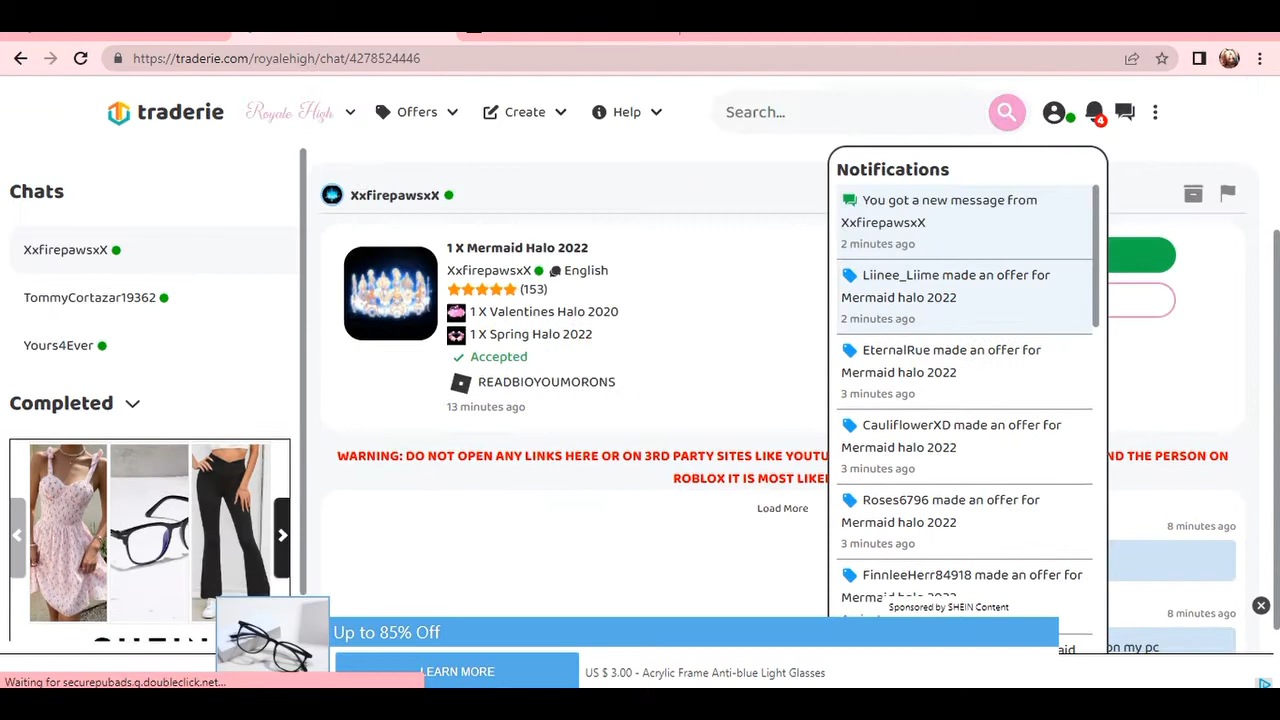 https://traderie.com/royalehigh/chat/4278524446
traderie
Royale High
Offers
Create
Help
Search...
4
Chats
XxfirepawsxX
TommyCortazar19362
Yours4Ever
Completed
XxfirepawsxX
1 X Mermaid Halo 2022
XxfirepawsxX English
(153)
1 X Valentines Halo 2020
1 X Spring Halo 2022
Accepted
READBIOYOUMORONS
13 minutes ago
WARNING: DO NOT OPEN ANY LINKS HERE OR ON 3RD PARTY SITES LIKE ND THE PERSON ON
ROBLOX IT IS MOST
Load More
8 minutes ago
8 minutes ago
on my pc
Notifications
You got a new message from
XxfirepawsxX
2 minutes ago
Liinee_Liime made an offer for
Mermaid halo 2022
2 minutes ago
EternalRue made an offer for
Mermaid halo 2022
3 minutes ago
CauliflowerXD made an offer for
Mermaid halo 2022
3 minutes ago
Roses6796 made an offer for
Mermaid halo 2022
3 minutes ago
FinnleeHerr84918 made an offer for
Sponsored by SHEIN Content
Up to 85% Off
LEARN MORE
US $ 3.00 - Acrylic Frame Anti-blue Light Glasses
Waiting for securepubads.g.doubleclick.net...